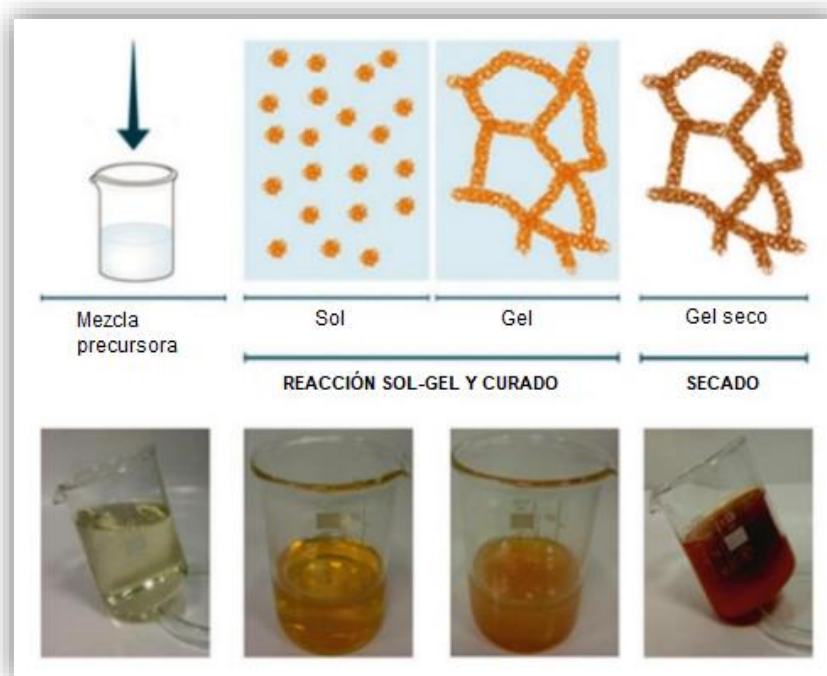 Mezcla
precursora
Sol
Gel
Gel seco
REACCIÓN SOL-GEL Y CURADO
SECADO